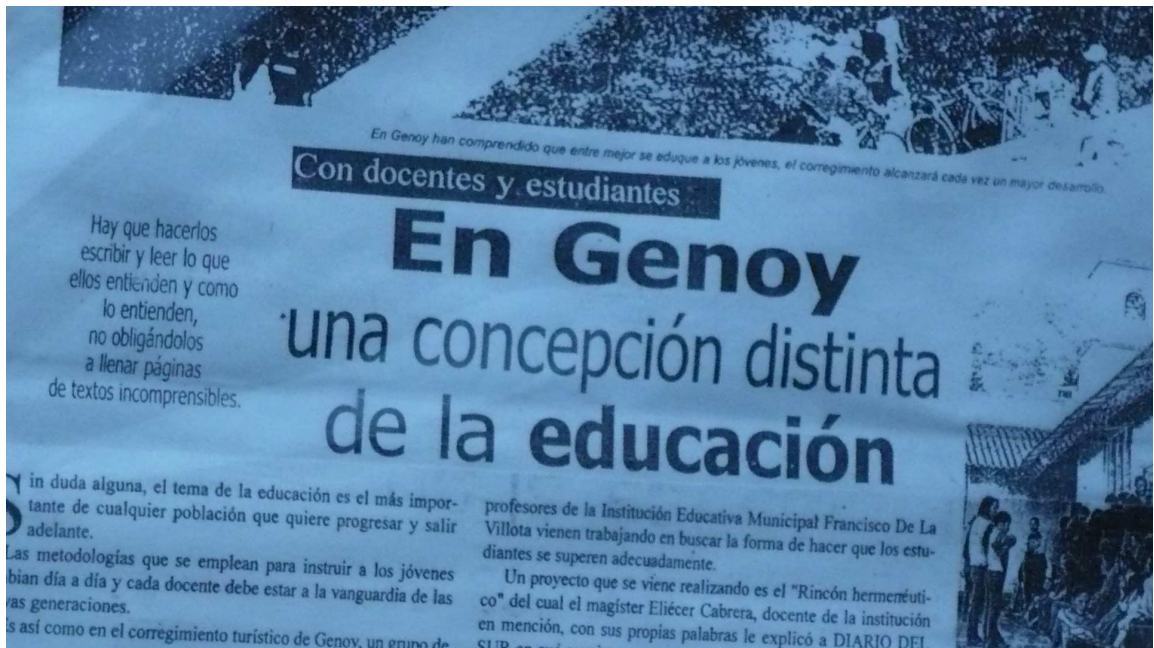 En Genoy han comprendido que entre mejor se eduque a los jóvenes, el corregimiento alcanzará cada vez un mayor desarrollo.
Con docentes y estudiantes
En Genoy
una concepción distinta
de la educación
Hay que hacerlos
escribir y leer lo que
ellos entienden y como
lo entienden,
no obligándolos
a llenar páginas
de textos incomprensibles.
Sin duda alguna, el tema de la educación es el más impor-
tante de cualquier población que quiere progresar y salir
adelante.
Las metodologías que se emplean para instruir a los jóvenes
bian día a día y cada docente debe estar a la vanguardia de las
vas generaciones.
s así como en el corregimiento turístico de Genoy, un grupo de
profesores de la Institución Educativa Municipal Francisco De La
Villota vienen trabajando en buscar la forma de hacer que los estu-
diantes se superen adecuadamente.
Un proyecto que se viene realizando es el "Rincón hermenéuti-
co" del cual el magíster Eliécer Cabrera, docente de la institución
en mención, con sus propias palabras le explicó a DIARIO DEL
SUR en